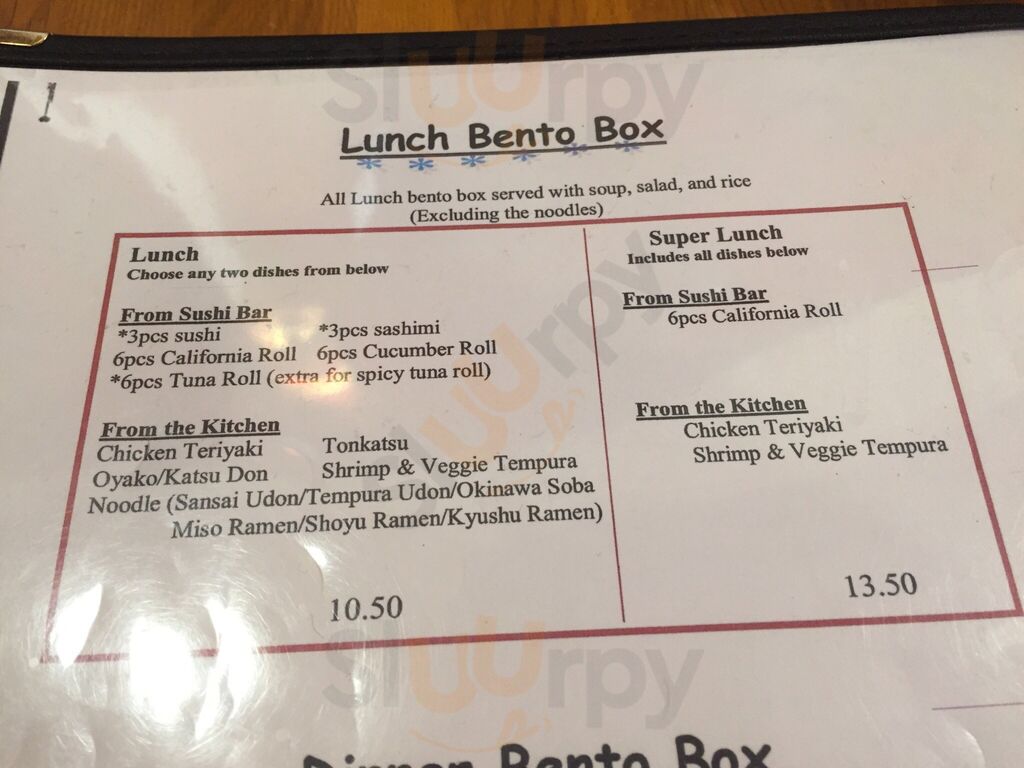 Lunch Bento Box
All Lunch bento box served with soup, salad, and rice
(Excluding the noodles)
Lunch
Choose any two dishes from below
From Sushi Bar
*3pcs sushi *3pcs sashimi
6pcs California Roll 6pcs Cucumber Roll
*6pcs Tuna Roll (extra for spicy tuna roll)
From the Kitchen
Chicken Teriyaki Tonkatsu
Oyako/Katsu Don Shrimp & Veggie Tempura
Noodle (Sansai Udon/Tempura Udon/Okinawa Soba
Miso Ramen/Shoyu Ramen/Kyushu Ramen)
10.50
Super Lunch
Includes all dishes below
From Sushi Bar
6pcs California Roll
From the Kitchen
Chicken Teriyaki
Shrimp & Veggie Tempura
13.50
Dinner Bento Box
Sluurpy
Sluurpy
Sluurpy